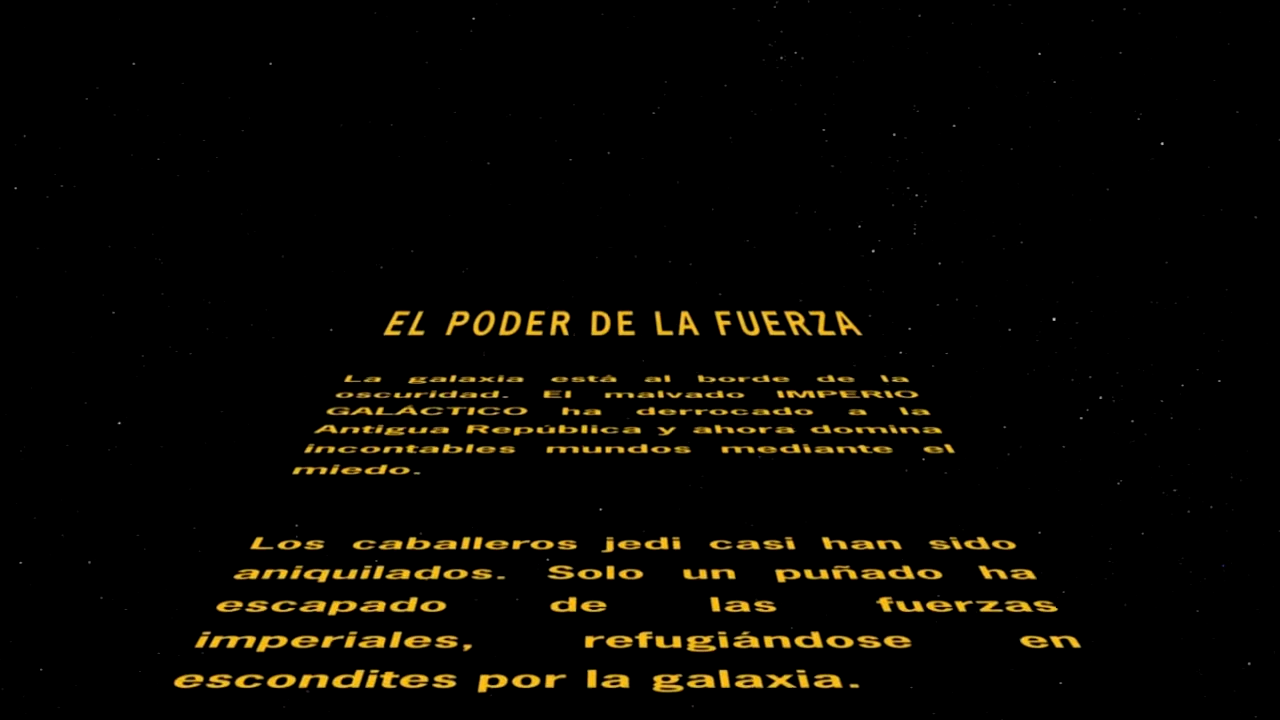 EL PODER DE LA FUERZA
La galaxia está al borde de la
oscuridad. El malvado IMPERIO
GALÁCTICO ha derrocado a la
Antigua República y ahora domina
incontables mundos mediante el
miedo.
Los caballeros jedi casi han sido
aniquilados. Solo un puñado ha
escapado de las fuerzas
imperiales, refugiándose en
escondites por la galaxia.